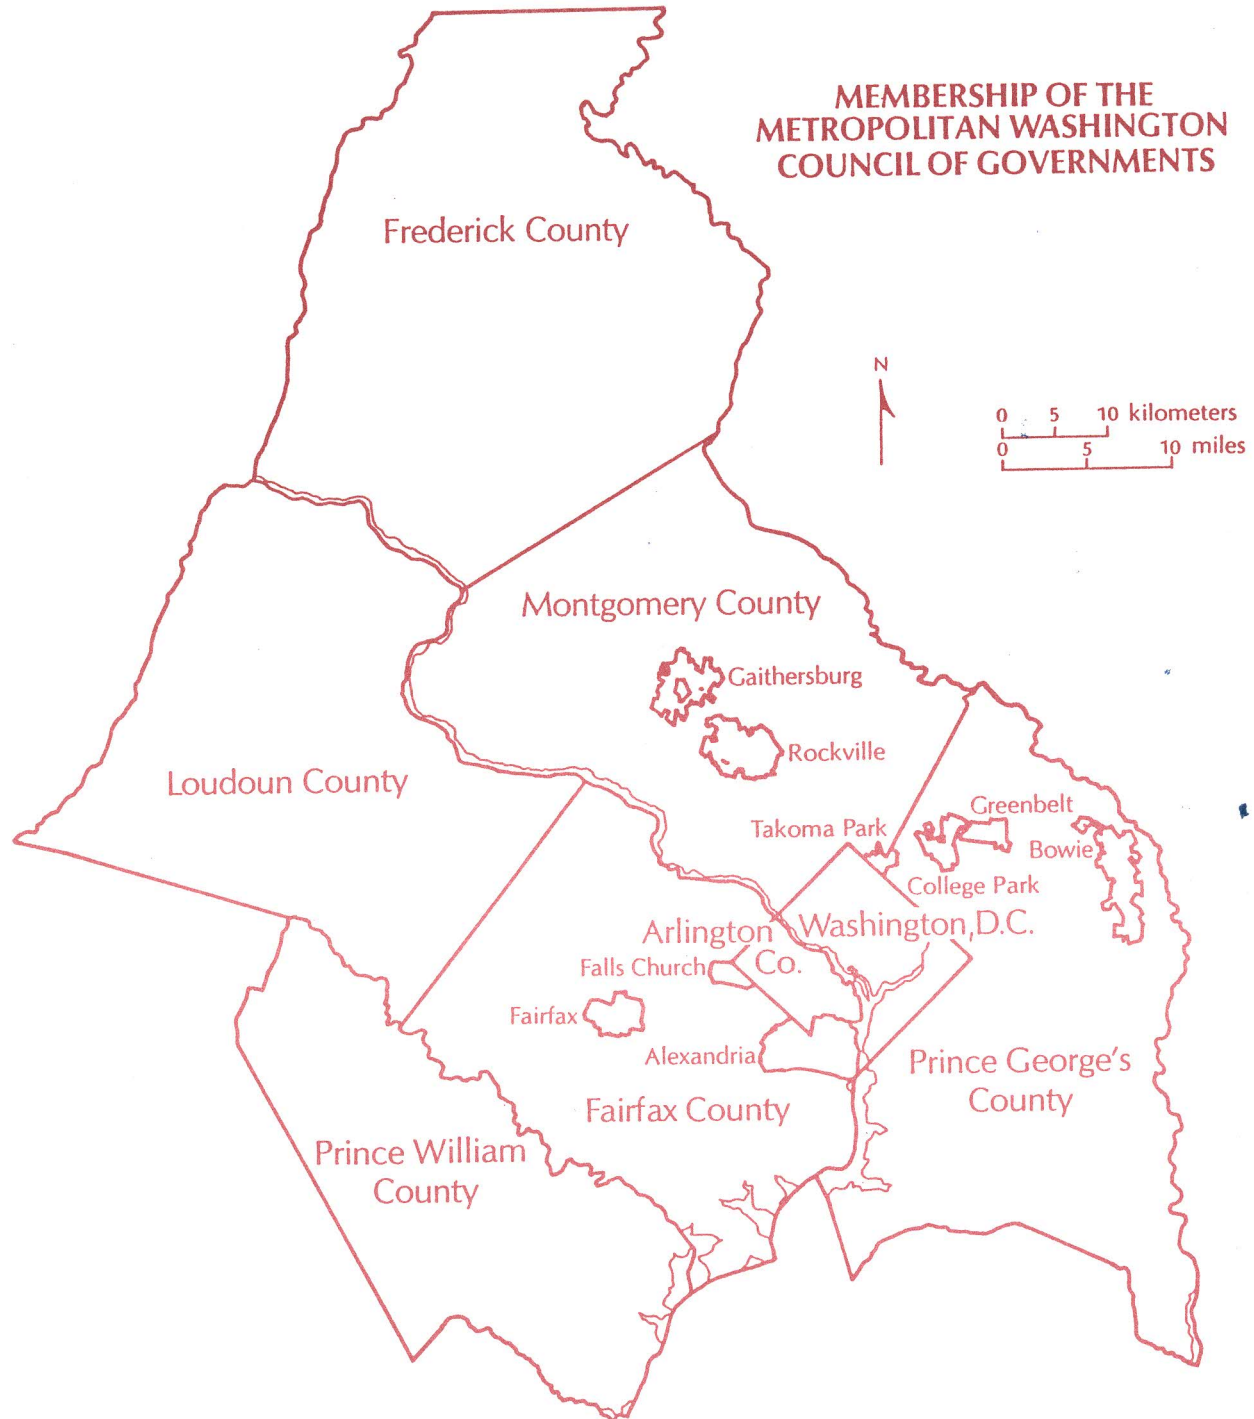 MEMBERSHIP OF THE
METROPOLITAN WASHINGTON
COUNCIL OF GOVERNMENTS
Frederick County
N
0 5 10 kilometers
0 5 10 miles
Montgomery County
Gaithersburg
Rockville
Loudoun County
Greenbelt
Takoma Park
Bowie
College Park
Arlington
Co.
Washington, D.C.
Falls Church
Fairfax
Alexandria
Prince George's
County
Fairfax County
Prince William
County